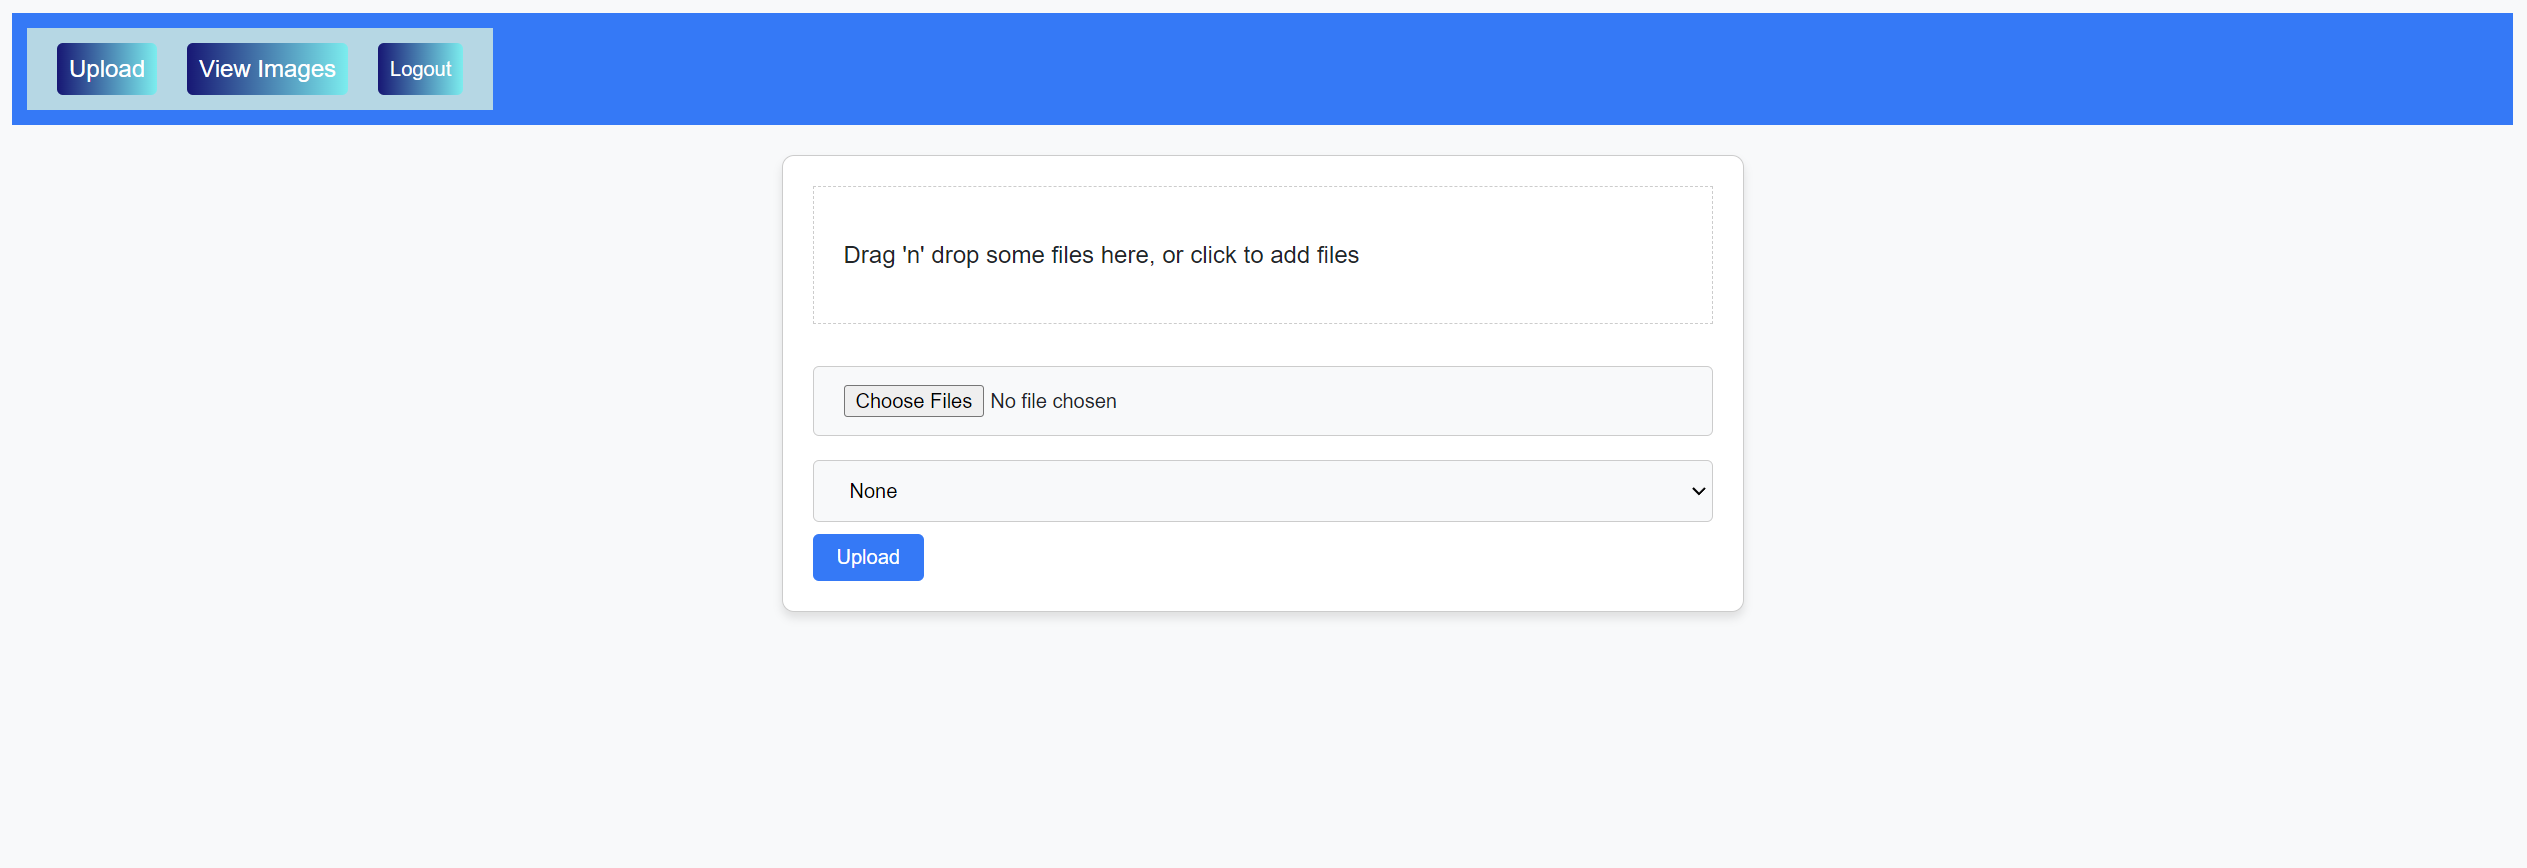 Upload View Images Logout
Drag 'n' drop some files here, or click to add files
Choose Files No file chosen
None
Upload